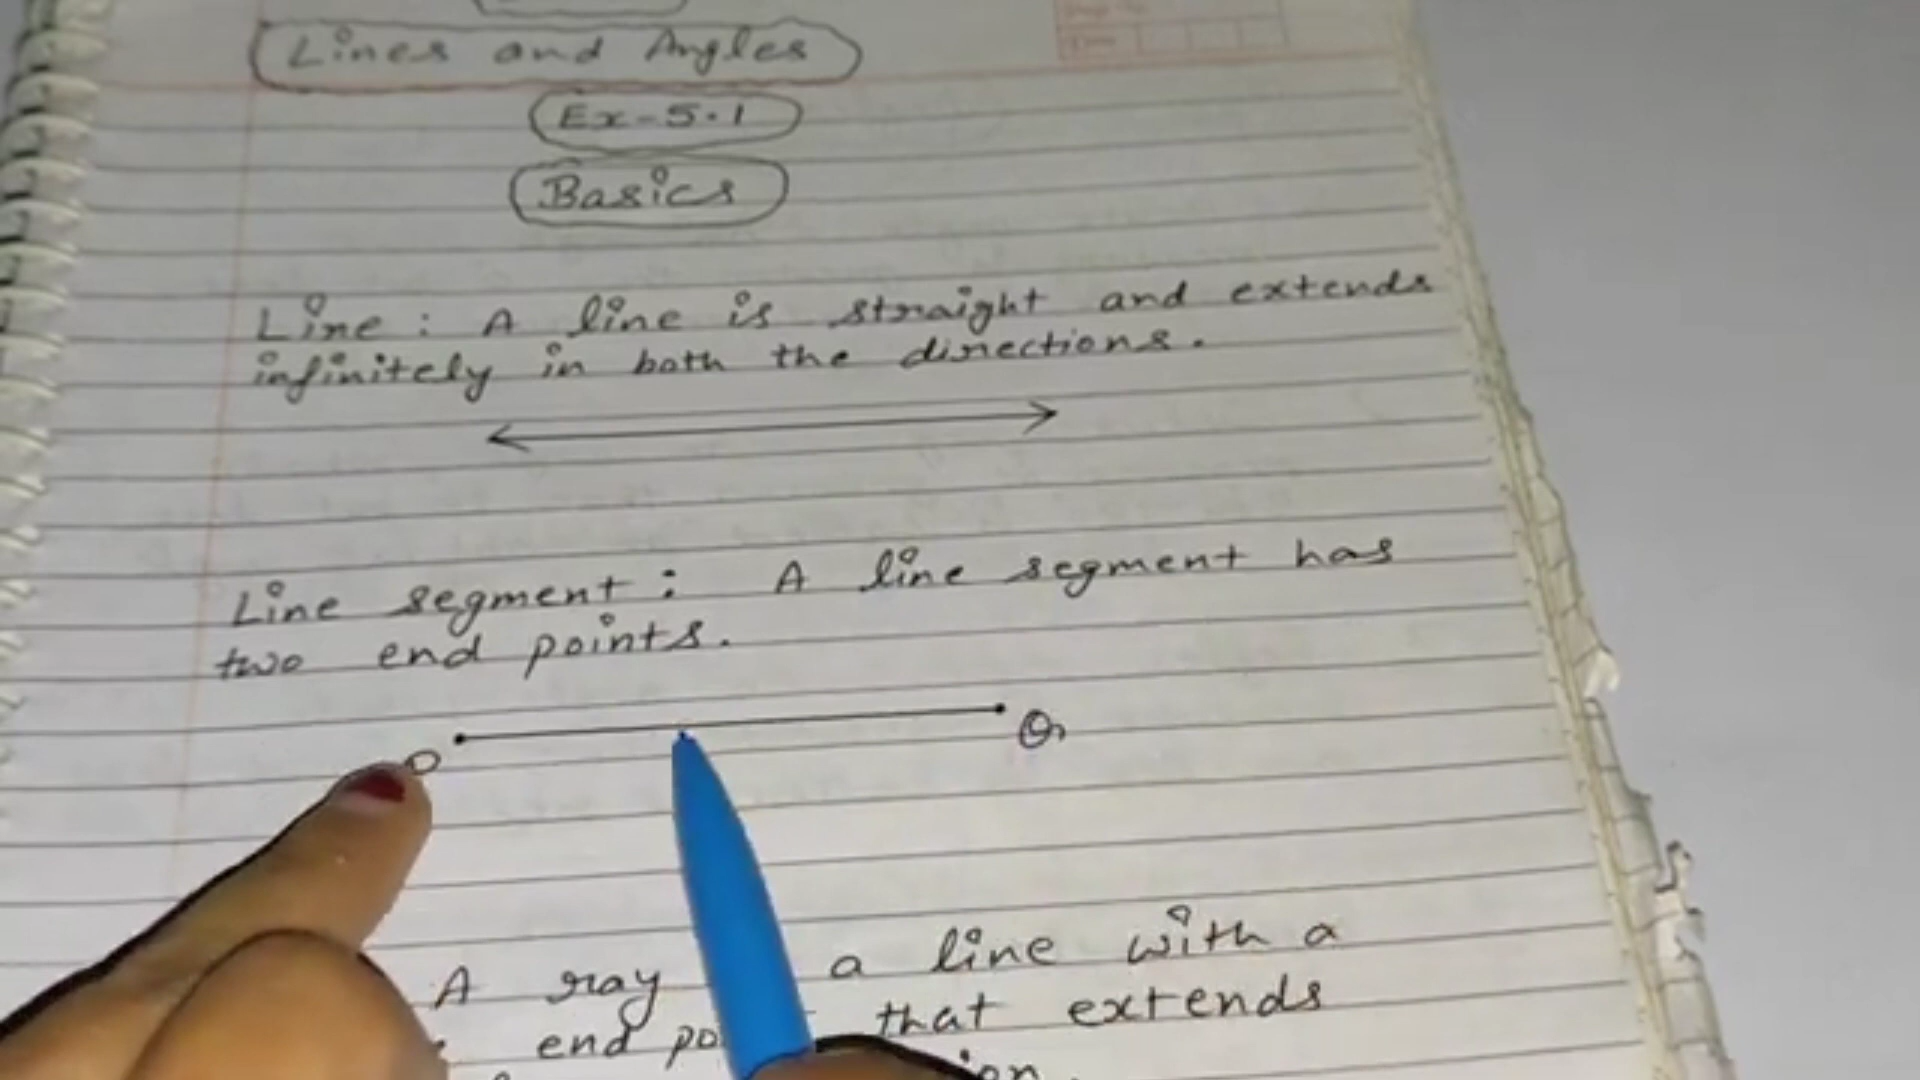 Lines and Angles
Ex-5.1
Basics
Line : A line is straight and extends
infinitely in both the directions.
Line segment : A line segment has
two end points.
Q
A ray a line with a
end that extends